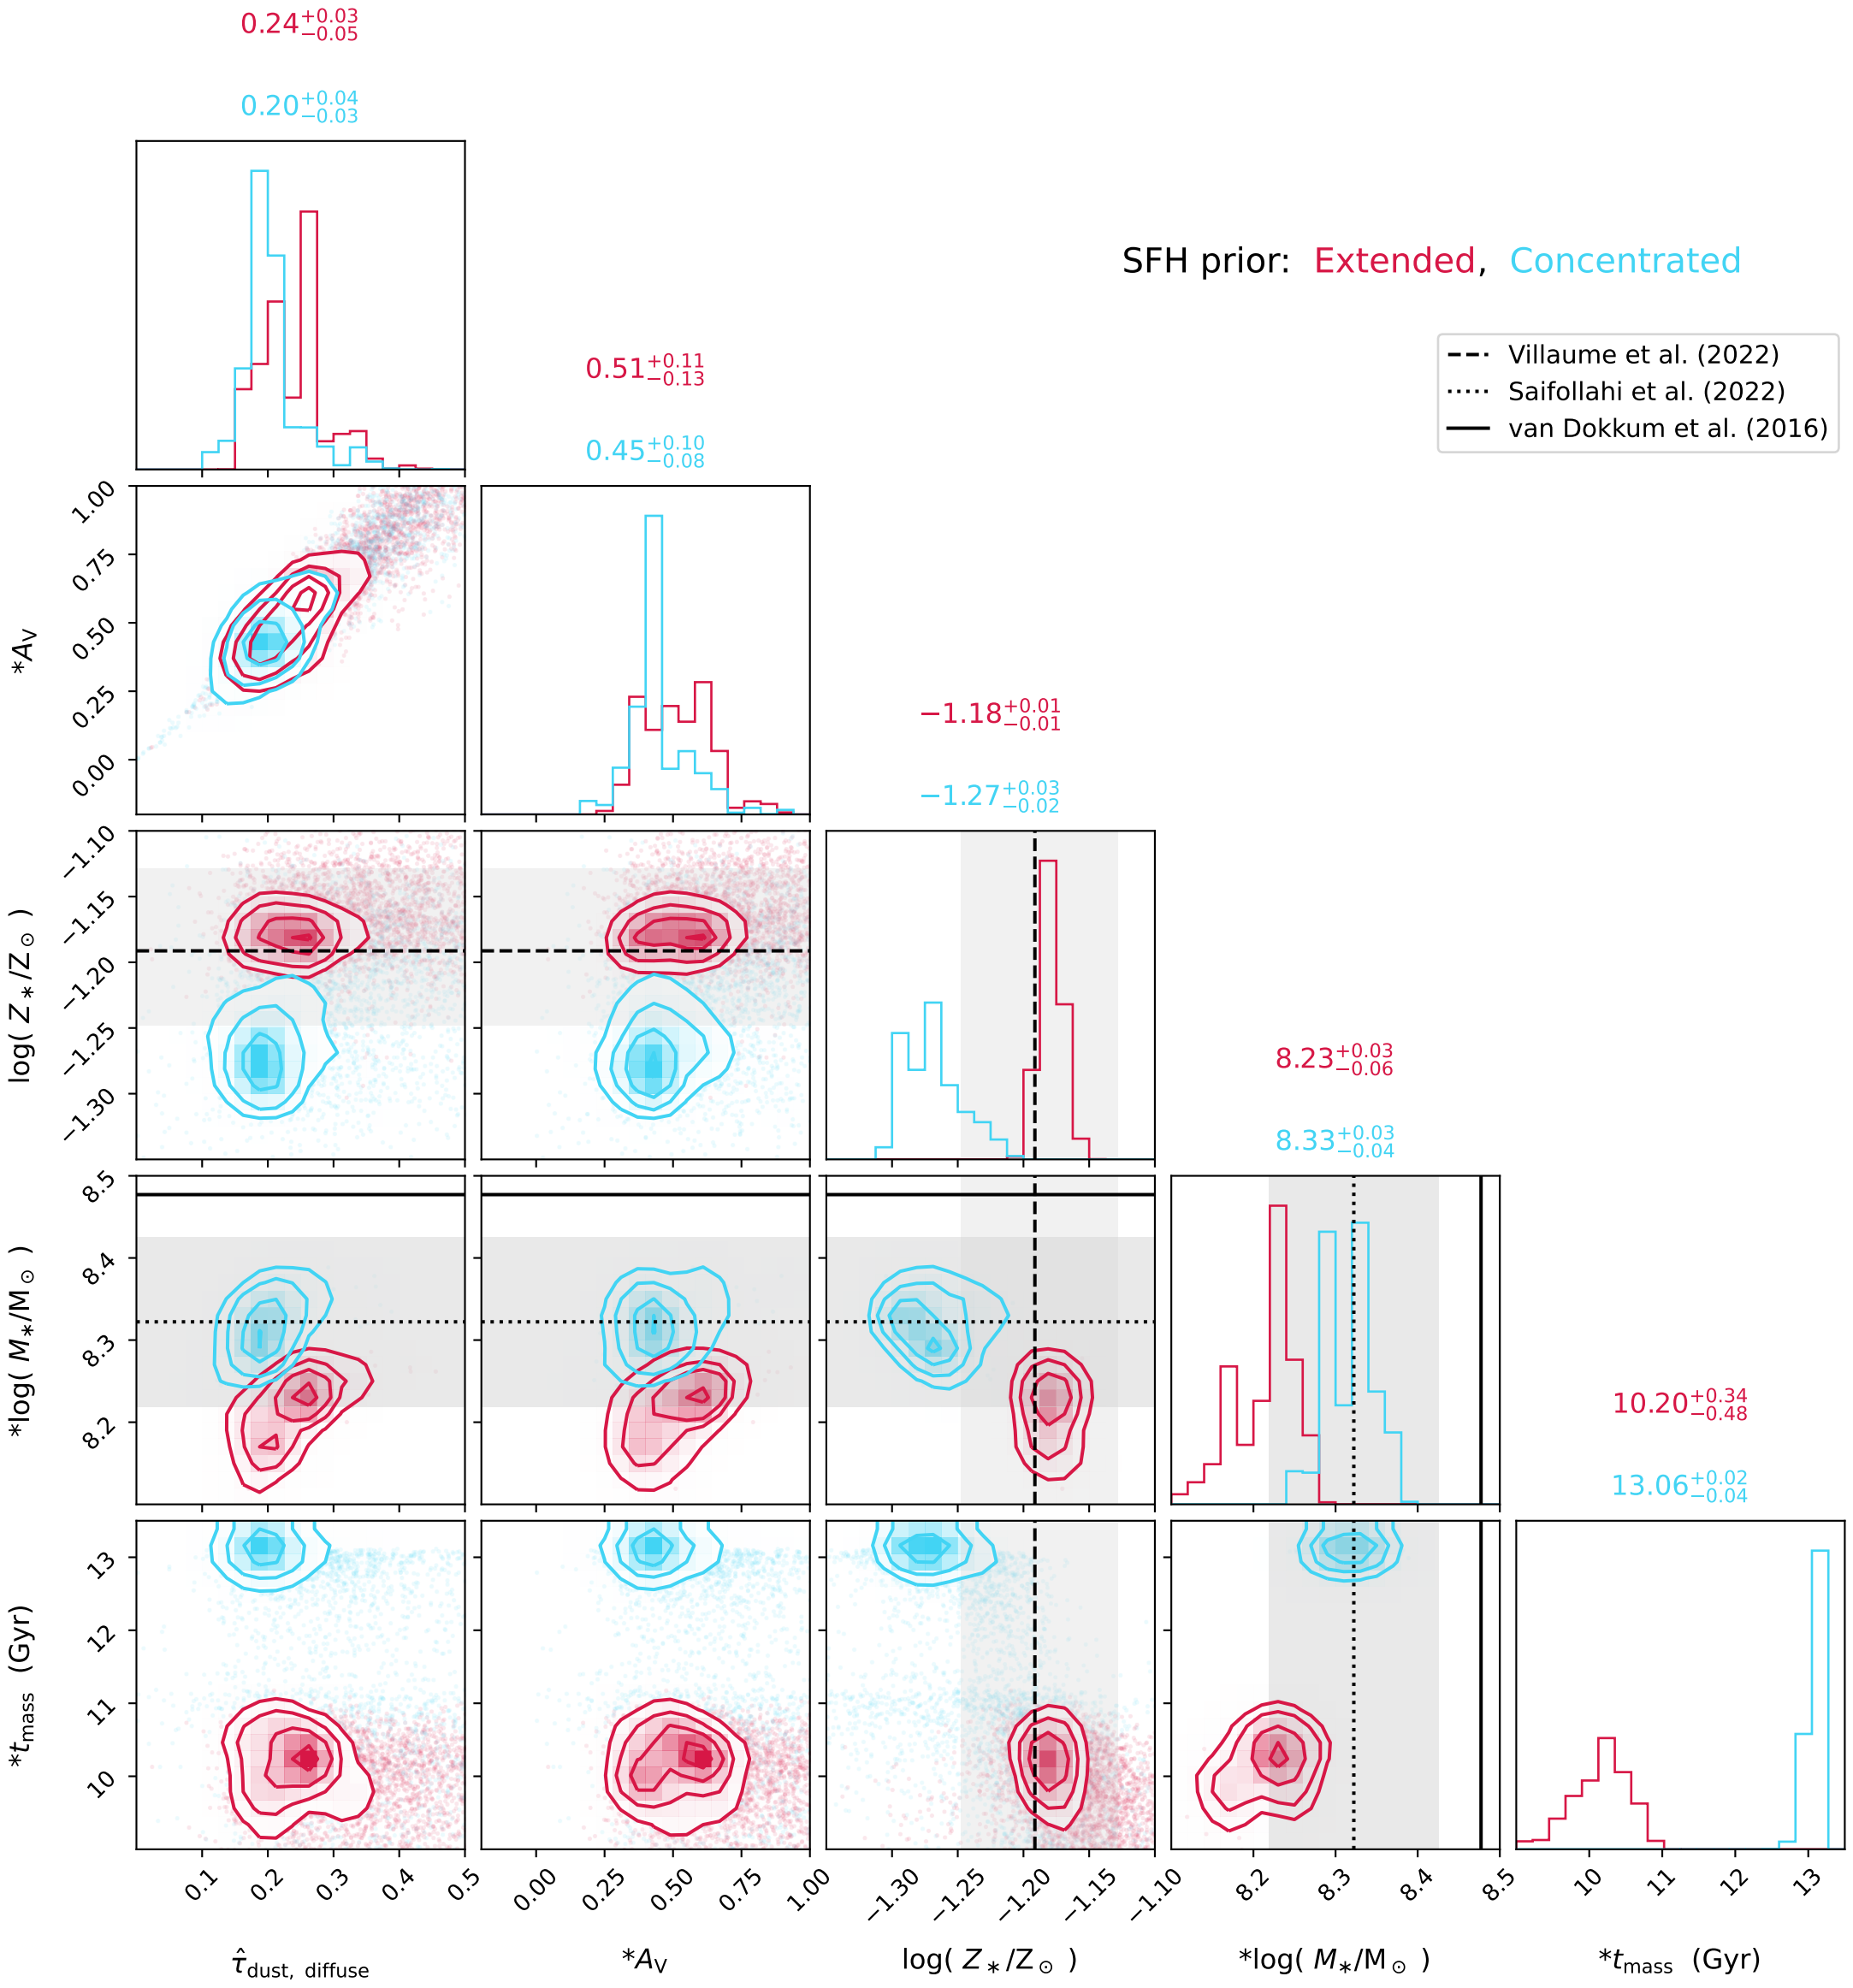 0.24+0.03−0.05
0.20+0.04−0.03
SFH prior: Extended, Concentrated
Villaume et al. (2022)
Saifollahi et al. (2022)
van Dokkum et al. (2016)
0.51+0.11−0.13
0.45+0.10−0.08
1.00
0.75
0.50
0.25
0.00
*AV
−1.18+0.01−0.01
−1.27+0.03−0.02
−1.10
−1.15
−1.20
−1.25
−1.30
log( Z∗/Z⊙ )
8.23+0.03−0.06
8.33+0.03−0.04
8.5
8.4
8.3
8.2
*log( M∗/M⊙ )
10.20+0.34−0.48
13.06+0.02−0.04
13
12
11
10
*tmass (Gyr)
0.1 0.2 0.3 0.4 0.5 0.00 0.25 0.50 0.75 1.00 −1.30 −1.25 −1.20 −1.15 −1.10 8.2 8.3 8.4 8.5 10 11 12 13
τ̂dust, diffuse *AV log( Z∗/Z⊙ ) *log( M∗/M⊙ ) *tmass (Gyr)